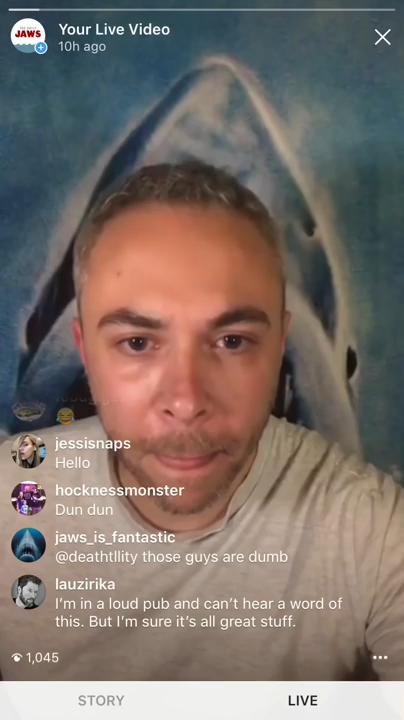 JAWS
Your Live Video
10h ago
jessisnaps
Hello
hocknessmonster
Dun dun
jaws_is_fantastic
@deathtllity those guys are dumb
lauzirika
I'm in a loud pub and can't hear a word of
this. But I'm sure it's all great stuff.
1,045
STORY
LIVE